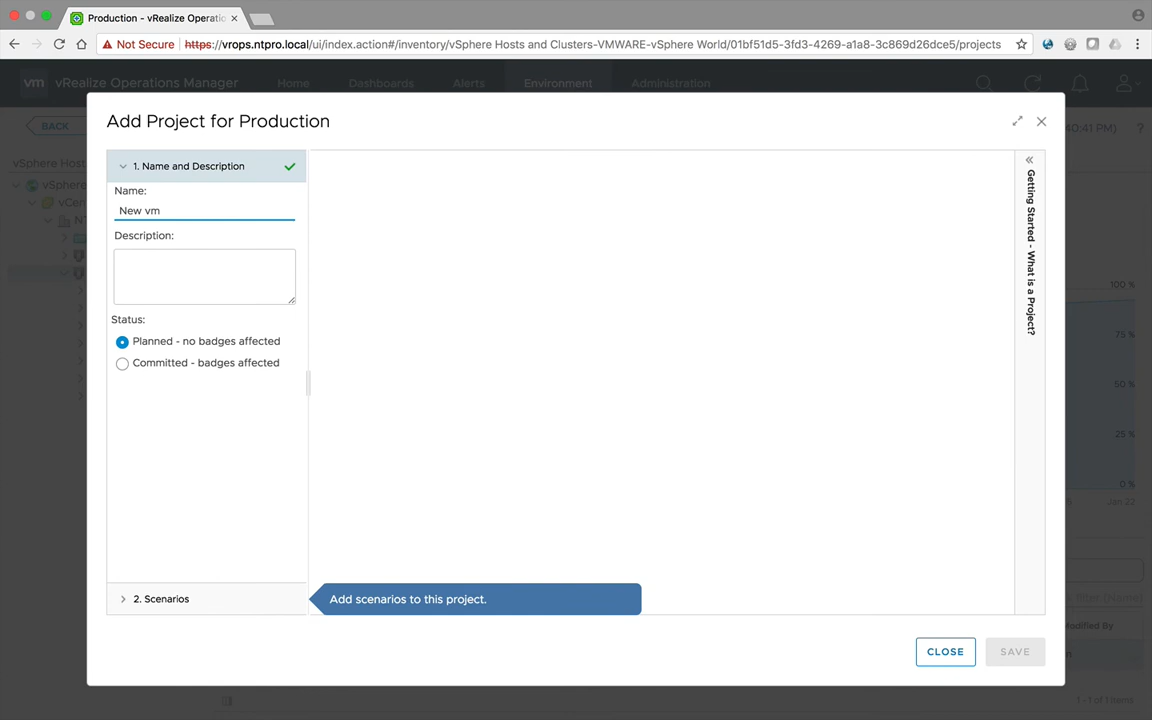 Production - vRealize Operatio
Not Secure
https://vrops.ntpro.local/ui/index.action#/inventory/vSphere Hosts and Clusters-VMWARE-vSphere World/01bf51d5-3fd3-4269-a1a8-3c869d26dce5/projects
vm vRealize Operations Manager
Home
Dashboards
Alerts
Environment
Administration
BACK
40:41 PM)
?
vSphere Host
vSphere
vCen
Add Project for Production
1. Name and Description
Name:
New vm
Description:
Status:
Planned - no badges affected
Committed - badges affected
2. Scenarios
Add scenarios to this project.
Getting Started - What is a Project?
CLOSE
SAVE
100 %
75 %
50 %
25 %
0 %
Jan 22
filter (Name)
Modified By
1 - 1 of 1 items